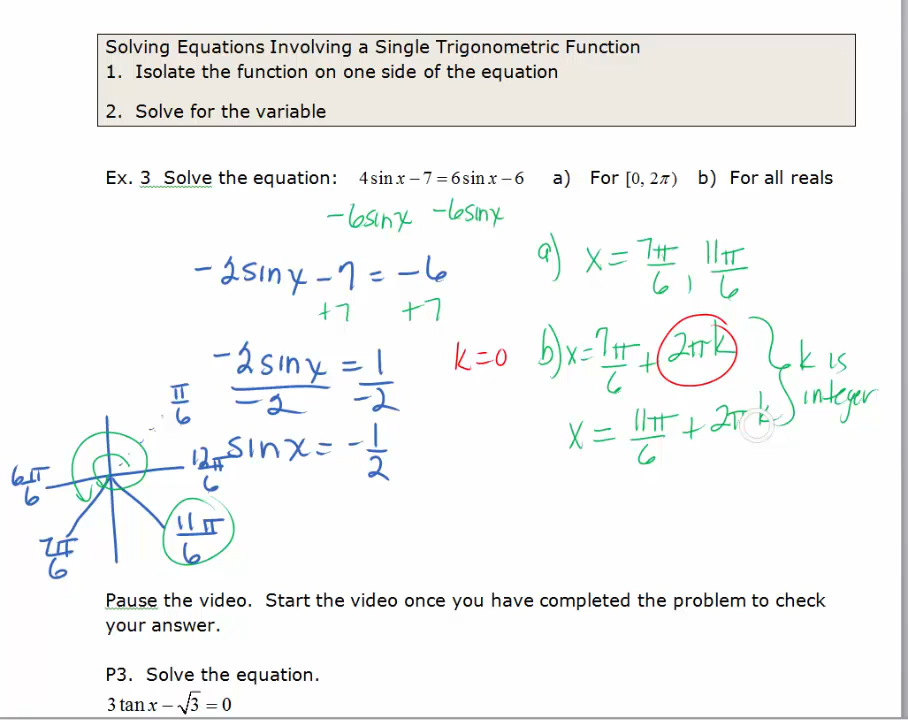 Solving Equations Involving a Single Trigonometric Function
1. Isolate the function on one side of the equation
2. Solve for the variable
Ex. 3 Solve the equation: 4 sin x − 7 = 6 sin x − 6 a) For [0, 2π) b) For all reals
−6sinx −6sinx
−2sinx − 7 = −6
+7 +7
a) x = 7π/6, 11π/6
−2sinx/−2 = 1/−2
k=0
b) x = 7π/6 + 2πk
k is integer
x = 11π/6 + 2πk
sinx = −1/2
π/6
6π/6
12π/6
7π/6
11π/6
Pause the video. Start the video once you have completed the problem to check
your answer.
P3. Solve the equation.
3 tan x − √3 = 0